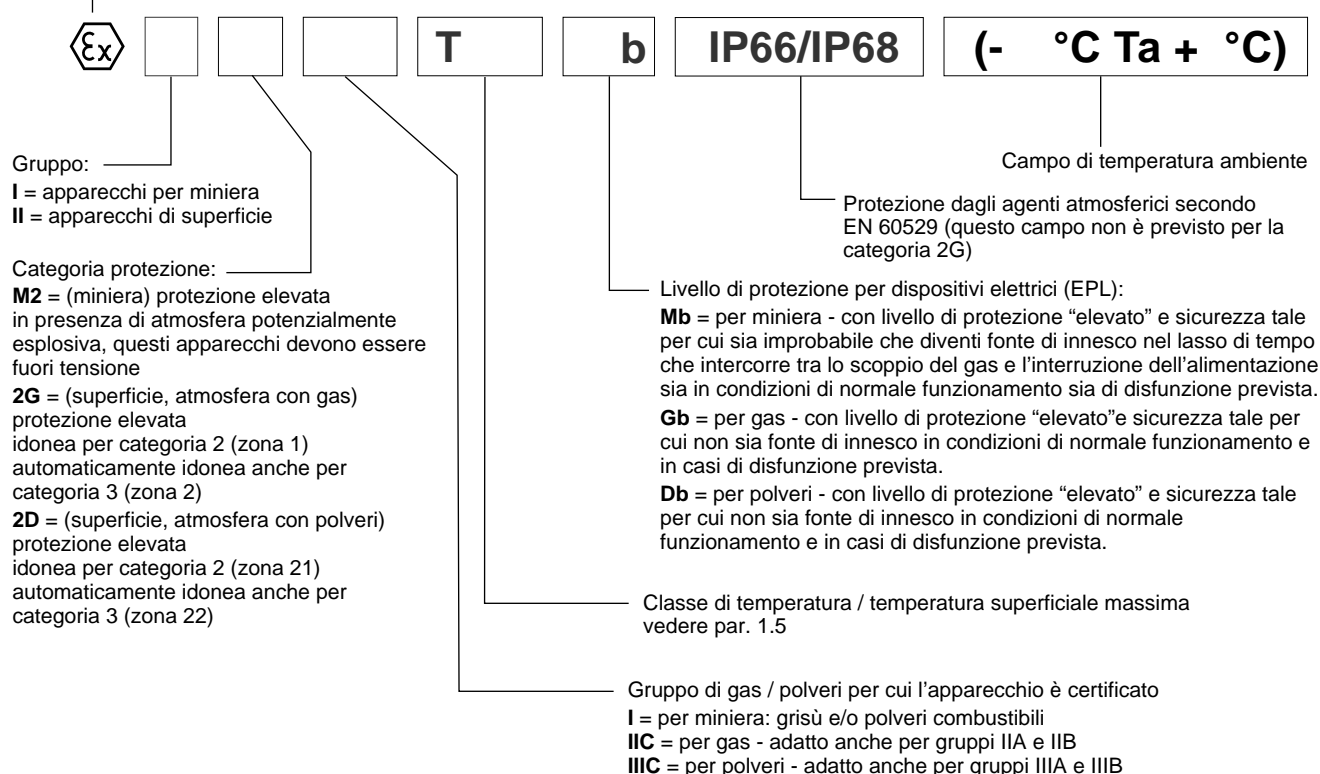 Ex T b IP66/IP68 (- °C Ta + °C)
Gruppo:
I = apparecchi per miniera
II = apparecchi di superficie
Categoria protezione:
M2 = (miniera) protezione elevata
in presenza di atmosfera potenzialmente
esplosiva, questi apparecchi devono essere
fuori tensione
2G = (superficie, atmosfera con gas)
protezione elevata
idonea per categoria 2 (zona 1)
automaticamente idonea anche per
categoria 3 (zona 2)
2D = (superficie, atmosfera con polveri)
protezione elevata
idonea per categoria 2 (zona 21)
automaticamente idonea anche per
categoria 3 (zona 22)
Campo di temperatura ambiente
Protezione dagli agenti atmosferici secondo
EN 60529 (questo campo non è previsto per la
categoria 2G)
Livello di protezione per dispositivi elettrici (EPL):
Mb = per miniera - con livello di protezione “elevato” e sicurezza tale
per cui sia improbabile che diventi fonte di innesco nel lasso di tempo
che intercorre tra lo scoppio del gas e l’interruzione dell’alimentazione
sia in condizioni di normale funzionamento sia di disfunzione prevista.
Gb = per gas - con livello di protezione “elevato”e sicurezza tale per
cui non sia fonte di innesco in condizioni di normale funzionamento e
in casi di disfunzione prevista.
Db = per polveri - con livello di protezione “elevato” e sicurezza tale
per cui non sia fonte di innesco in condizioni di normale
funzionamento e in casi di disfunzione prevista.
Classe di temperatura / temperatura superficiale massima
vedere par. 1.5
Gruppo di gas / polveri per cui l’apparecchio è certificato
I = per miniera: grisù e/o polveri combustibili
IIC = per gas - adatto anche per gruppi IIA e IIB
IIIC = per polveri - adatto anche per gruppi IIIA e IIIB